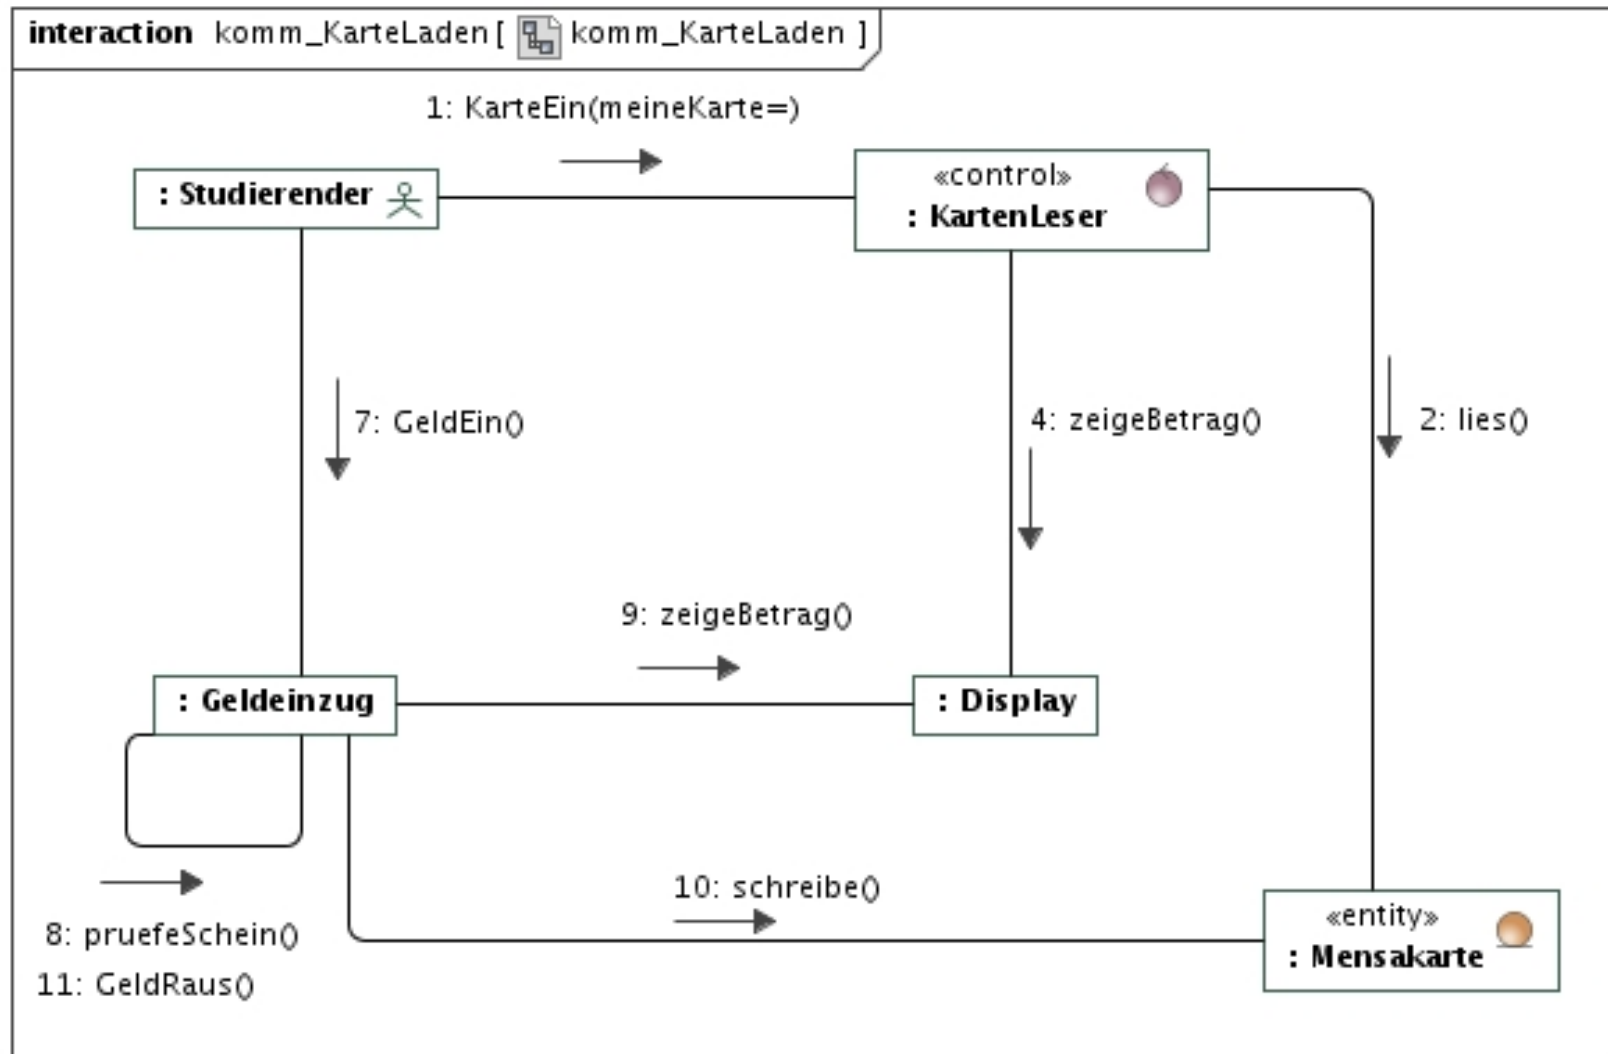 interaction komm_KarteLaden [ komm_KarteLaden ]
1: KarteEin(meineKarte=)
: Studierender
«control»
: KartenLeser
7: GeldEin()
4: zeigeBetrag()
2: lies()
9: zeigeBetrag()
: Geldeinzug
: Display
10: schreibe()
8: pruefeSchein()
11: GeldRaus()
«entity»
: Mensakarte